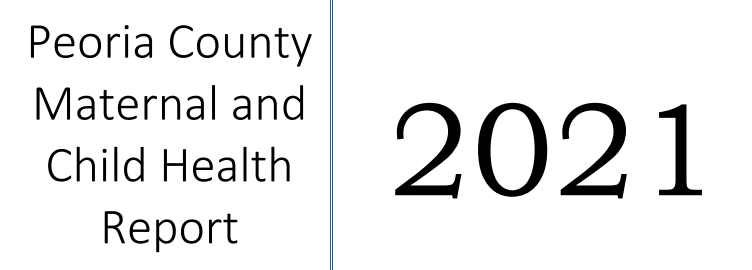 Peoria County
Maternal and
Child Health
Report
2021